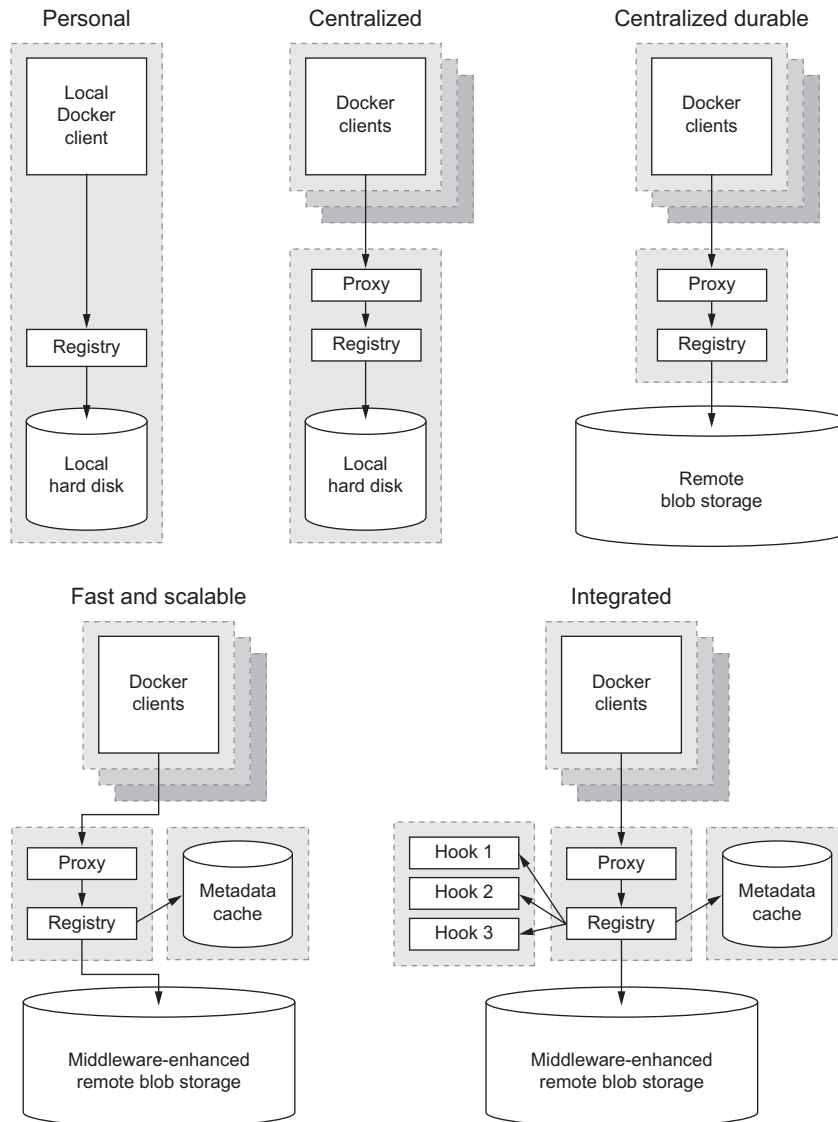 Personal
Local
Docker
client
Registry
Local
hard disk
Centralized
Docker
clients
Proxy
Registry
Local
hard disk
Centralized durable
Docker
clients
Proxy
Registry
Remote
blob storage
Fast and scalable
Docker
clients
Proxy
Registry
Metadata
cache
Middleware-enhanced
remote blob storage
Integrated
Docker
clients
Hook 1
Hook 2
Hook 3
Proxy
Registry
Metadata
cache
Middleware-enhanced
remote blob storage